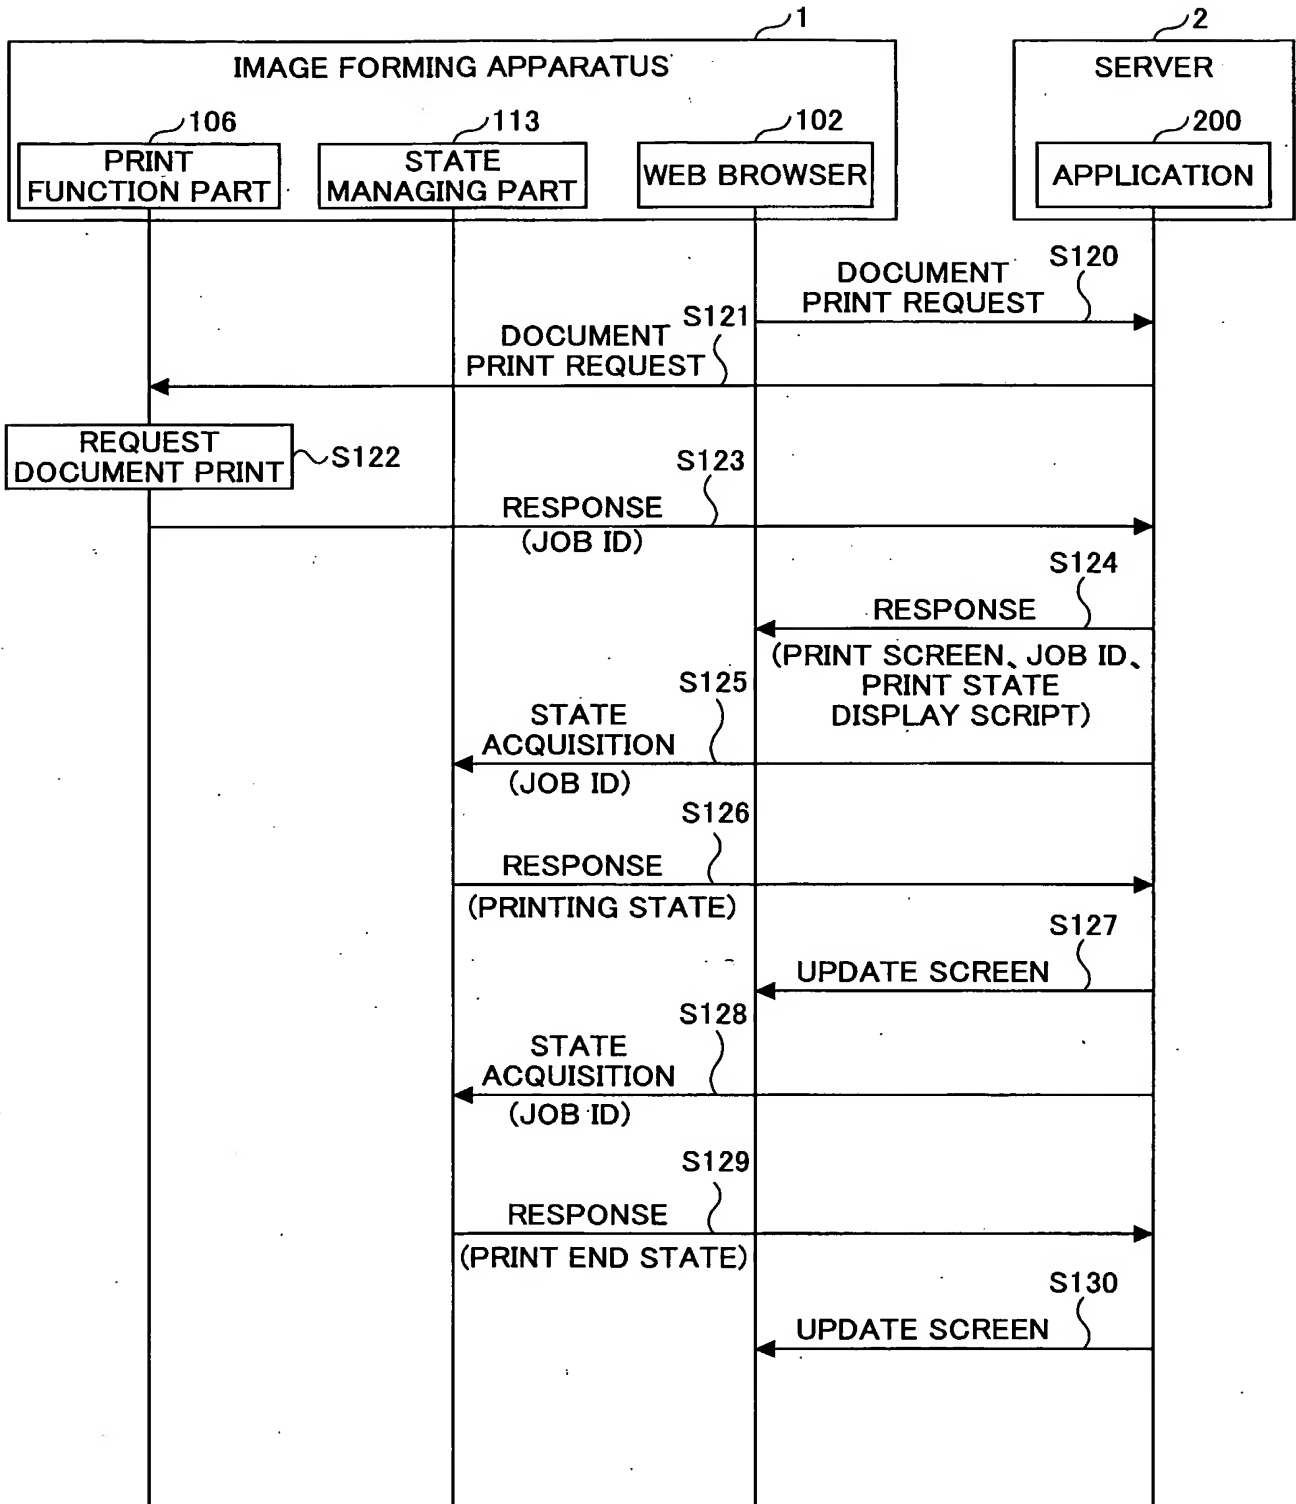 1
2
IMAGE FORMING APPARATUS
SERVER
106
113
102
200
PRINT
FUNCTION PART
STATE
MANAGING PART
WEB BROWSER
APPLICATION
S120
DOCUMENT
PRINT REQUEST
S121
DOCUMENT
PRINT REQUEST
REQUEST
DOCUMENT PRINT
S122
S123
RESPONSE
(JOB ID)
S124
RESPONSE
(PRINT SCREEN、JOB ID、
PRINT STATE
DISPLAY SCRIPT)
S125
STATE
ACQUISITION
(JOB ID)
S126
RESPONSE
(PRINTING STATE)
S127
UPDATE SCREEN
S128
STATE
ACQUISITION
(JOB ID)
S129
RESPONSE
(PRINT END STATE)
S130
UPDATE SCREEN